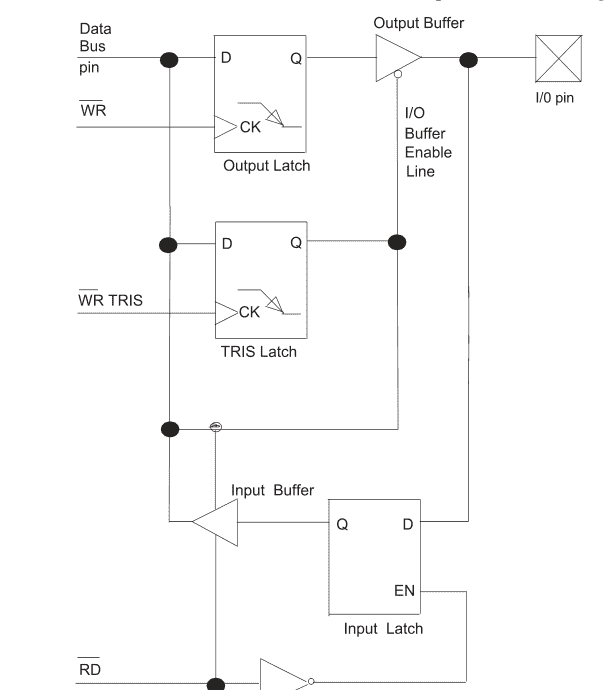 Output Buffer
Data
Bus
pin
D
Q
I/0 pin
WR
CK
I/O
Buffer
Enable
Line
Output Latch
D
Q
WR TRIS
CK
TRIS Latch
Input Buffer
Q
D
EN
Input Latch
RD